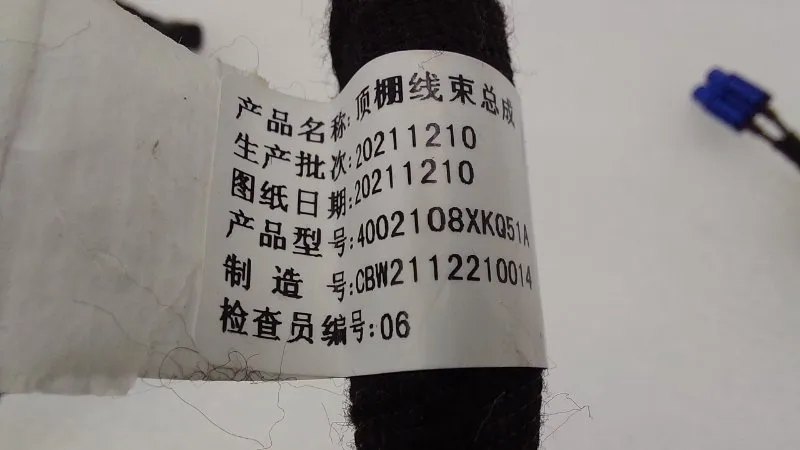 产品名称:顶棚线束总成
生产批次:20211210
图纸日期:20211210
产品型号:4002108XKQ51A
制造号:CBW2112210014
检查员编号:06